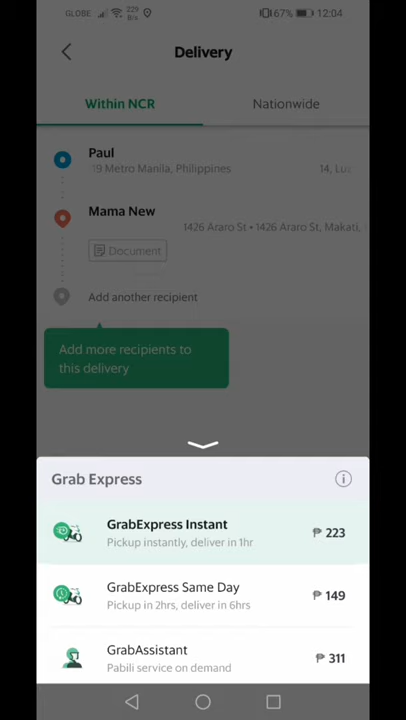 GLOBE 229 B/s 67% 12:04
Delivery
Within NCR Nationwide
Paul
19 Metro Manila, Philippines 14,
Mama New
1426 Araro St • 1426 Araro St, Makati,
Document
Add another recipient
Add more recipients to
this delivery
Grab Express
GrabExpress Instant
Pickup instantly, deliver in 1hr
₱ 223
GrabExpress Same Day
Pickup in 2hrs, deliver in 6hrs
₱ 149
GrabAssistant
Pabili service on demand
₱ 311